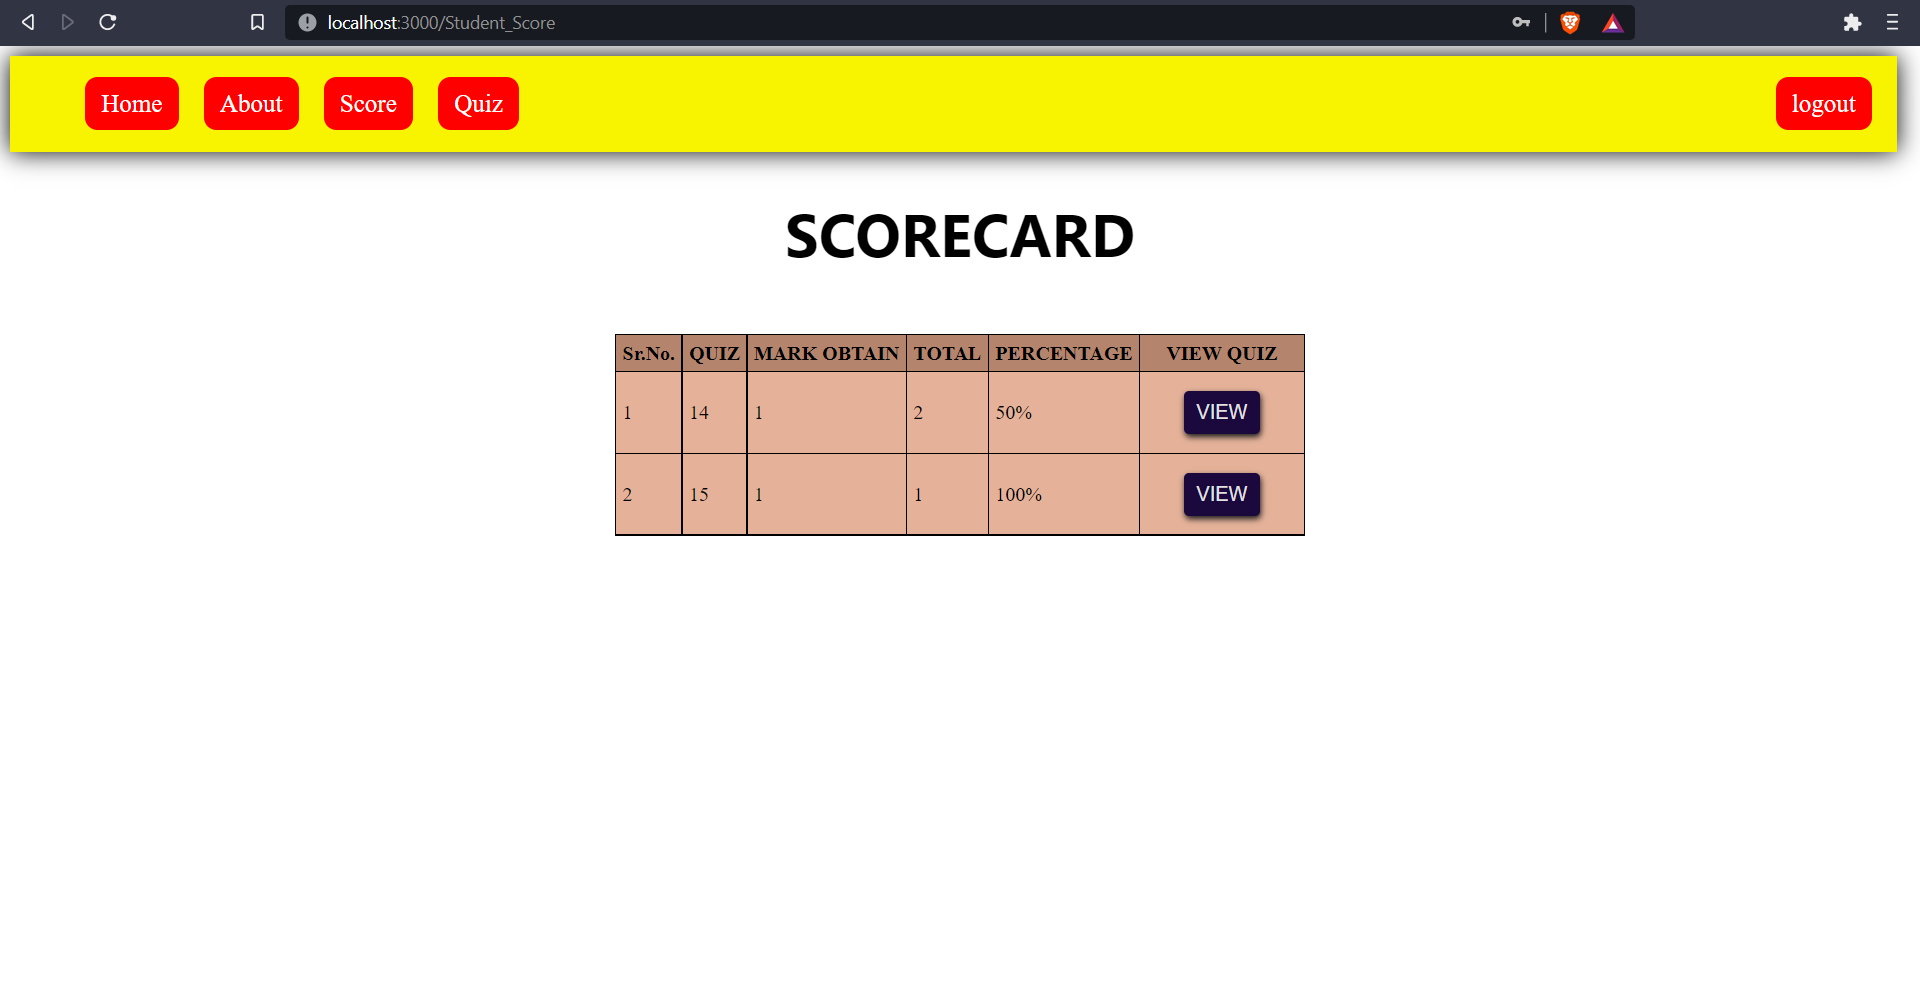 localhost:3000/Student_Score
Home About Score Quiz logout
SCORECARD
Sr.No. QUIZ MARK OBTAIN TOTAL PERCENTAGE VIEW QUIZ
1 14 1 2 50% VIEW
2 15 1 1 100% VIEW